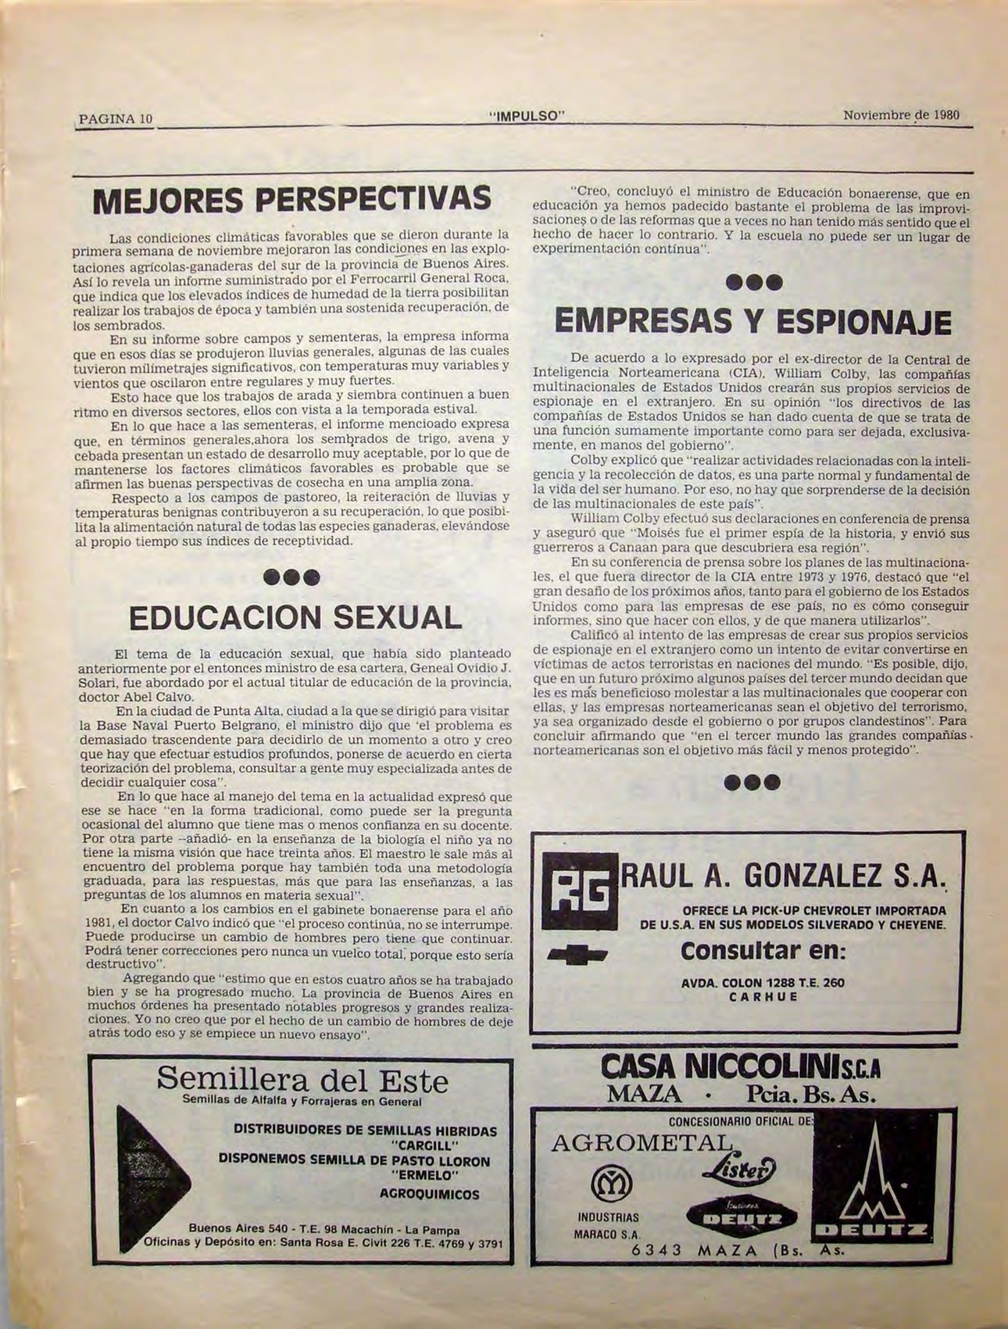 PAGINA 10
"IMPULSO"
Noviembre de 1980
MEJORES PERSPECTIVAS
Las condiciones climáticas favorables que se dieron durante la
primera semana de noviembre mejoraron las condiciones en las explo-
taciones agrícolas-ganaderas del sur de la provincia de Buenos Aires.
Así lo revela un informe suministrado por el Ferrocarril General Roca,
que indica que los elevados índices de humedad de la tierra posibilitan
realizar los trabajos de época y también una sostenida recuperación, de
los sembrados.
En su informe sobre campos y sementeras, la empresa informa
que en esos días se produjeron lluvias generales, algunas de las cuales
tuvieron milímetrajes significativos, con temperaturas muy variables y
vientos que oscilaron entre regulares y muy fuertes.
Esto hace que los trabajos de arada y siembra continuen a buen
ritmo en diversos sectores, ellos con vista a la temporada estival.
En lo que hace a las sementeras, el informe mencioado expresa
que, en términos generales,ahora los sembrados de trigo, avena y
cebada presentan un estado de desarrollo muy aceptable, por lo que de
mantenerse los factores climáticos favorables es probable que se
afirmen las buenas perspectivas de cosecha en una amplia zona.
Respecto a los campos de pastoreo, la reiteración de lluvias y
temperaturas benignas contribuyeron a su recuperación, lo que posibi-
lita la alimentación natural de todas las especies ganaderas, elevándose
al propio tiempo sus índices de receptividad.
EDUCACION SEXUAL
El tema de la educación sexual, que había sido planteado
anteriormente por el entonces ministro de esa cartera, Geneal Ovidio J.
Solari, fue abordado por el actual titular de educación de la provincia,
doctor Abel Calvo.
En la ciudad de Punta Alta, ciudad a la que se dirigió para visitar
la Base Naval Puerto Belgrano, el ministro dijo que 'el problema es
demasiado trascendente para decidirlo de un momento a otro y creo
que hay que efectuar estudios profundos, ponerse de acuerdo en cierta
teorización del problema, consultar a gente muy especializada antes de
decidir cualquier cosa".
En lo que hace al manejo del tema en la actualidad expresó que
ese se hace "en la forma tradicional, como puede ser la pregunta
ocasional del alumno que tiene mas o menos confianza en su docente.
Por otra parte --añadió- en la enseñanza de la biología el niño ya no
tiene la misma visión que hace treinta años. El maestro le sale más al
encuentro del problema porque hay también toda una metodología
graduada, para las respuestas, más que para las enseñanzas, a las
preguntas de los alumnos en materia sexual".
En cuanto a los cambios en el gabinete bonaerense para el año
1981, el doctor Calvo indicó que "el proceso continúa, no se interrumpe.
Puede producirse un cambio de hombres pero tiene que continuar.
Podrá tener correcciones pero nunca un vuelco total, porque esto sería
destructivo".
Agregando que "estimo que en estos cuatro años se ha trabajado
bien y se ha progresado mucho. La provincia de Buenos Aires en
muchos órdenes ha presentado notables progresos y grandes realiza-
ciones. Yo no creo que por el hecho de un cambio de hombres de deje
atrás todo eso y se empiece un nuevo ensayo".
Semillera del Este
Semillas de Alfalfa y Forrajeras en General
DISTRIBUIDORES DE SEMILLAS HIBRIDAS
"CARGILL"
DISPONEMOS SEMILLA DE PASTO LLORON
"ERMELO"
AGROQUIMICOS
Buenos Aires 540 - T.E. 98 Macachín - La Pampa
Oficinas y Depósito en: Santa Rosa E. Civit 226 T.E. 4769 y 3791
"Creo, concluyó el ministro de Educación bonaerense, que en
educación ya hemos padecido bastante el problema de las improvi-
saciones o de las reformas que a veces no han tenido más sentido que el
hecho de hacer lo contrario. Y la escuela no puede ser un lugar de
experimentación contínua".
EMPRESAS Y ESPIONAJE
De acuerdo a lo expresado por el ex-director de la Central de
Inteligencia Norteamericana (CIA), William Colby, las compañías
multinacionales de Estados Unidos crearán sus propios servicios de
espionaje en el extranjero. En su opinión "los directivos de las
compañías de Estados Unidos se han dado cuenta de que se trata de
una función sumamente importante como para ser dejada, exclusiva-
mente, en manos del gobierno".
Colby explicó que "realizar actividades relacionadas con la inteli-
gencia y la recolección de datos, es una parte normal y fundamental de
la vida del ser humano. Por eso, no hay que sorprenderse de la decisión
de las multinacionales de este país".
William Colby efectuó sus declaraciones en conferencia de prensa
y aseguró que "Moisés fue el primer espía de la historia, y envió sus
guerreros a Canaan para que descubriera esa región".
En su conferencia de prensa sobre los planes de las multinaciona-
les, el que fuera director de la CIA entre 1973 y 1976, destacó que "el
gran desafío de los próximos años, tanto para el gobierno de los Estados
Unidos como para las empresas de ese país, no es cómo conseguir
informes, sino que hacer con ellos, y de que manera utilizarlos".
Calificó al intento de las empresas de crear sus propios servicios
de espionaje en el extranjero como un intento de evitar convertirse en
víctimas de actos terroristas en naciones del mundo. "Es posible, dijo,
que en un futuro próximo algunos países del tercer mundo decidan que
les es más beneficioso molestar a las multinacionales que cooperar con
ellas, y las empresas norteamericanas sean el objetivo del terrorismo,
ya sea organizado desde el gobierno o por grupos clandestinos". Para
concluir afirmando que "en el tercer mundo las grandes compañías
norteamericanas son el objetivo más fácil y menos protegido".
RG
RAUL A. GONZALEZ S.A.
OFRECE LA PICK-UP CHEVROLET IMPORTADA
DE U.S.A. EN SUS MODELOS SILVERADO Y CHEYENE.
Consultar en:
AVDA. COLON 1288 T.E. 260
CARHUE
CASA NICCOLINI S.C.A
MAZA · Pcia. Bs. As.
CONCESIONARIO OFICIAL DE:
AGROMETAL
Lister
INDUSTRIAS
MARACO S.A.
DEUTZ
DEUTZ
6343 MAZA (Bs. As.